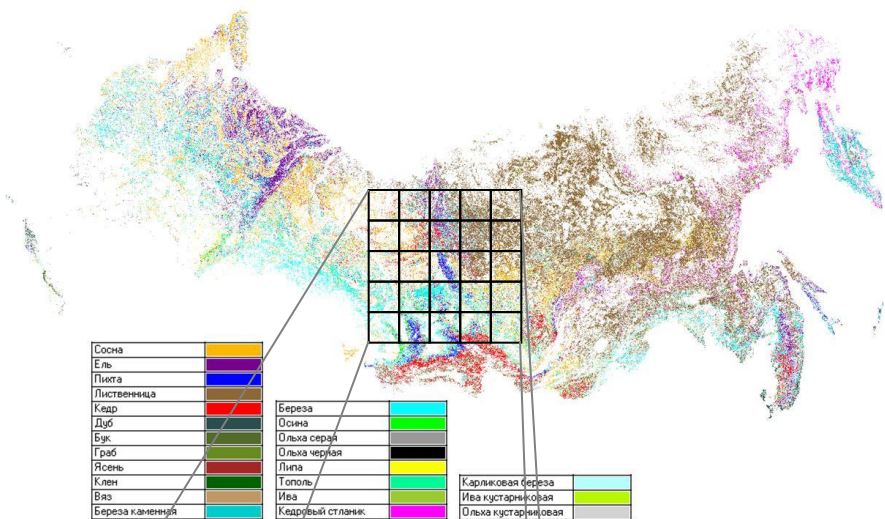 Сосна
Ель
Пихта
Лиственница
Кедр
Дуб
Бук
Граб
Ясень
Клен
Вяз
Береза каменная
Береза
Осина
Ольха серая
Ольха черная
Липа
Тополь
Ива
Кедровый стланик
Карликовая береза
Ива кустарниковая
Ольха кустарниковая